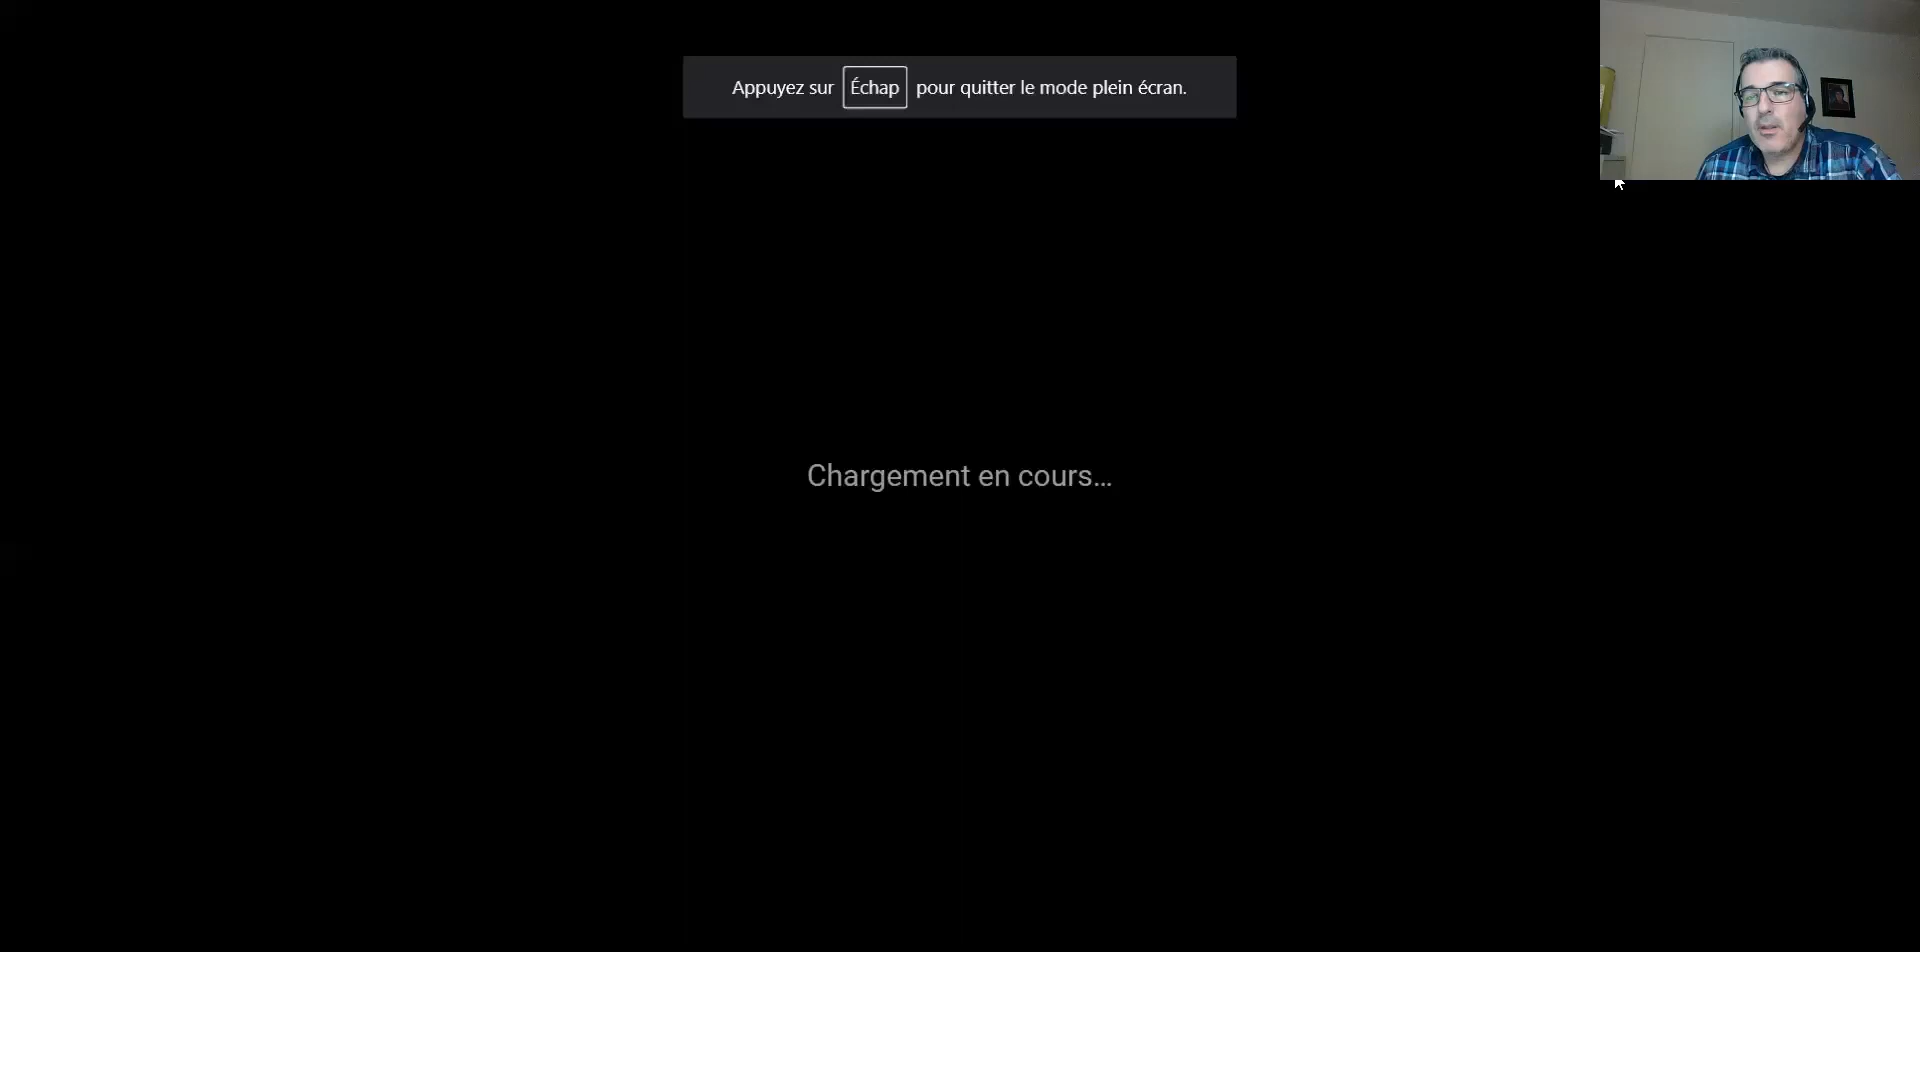 Appuyez sur Échap pour quitter le mode plein écran.
Chargement en cours...